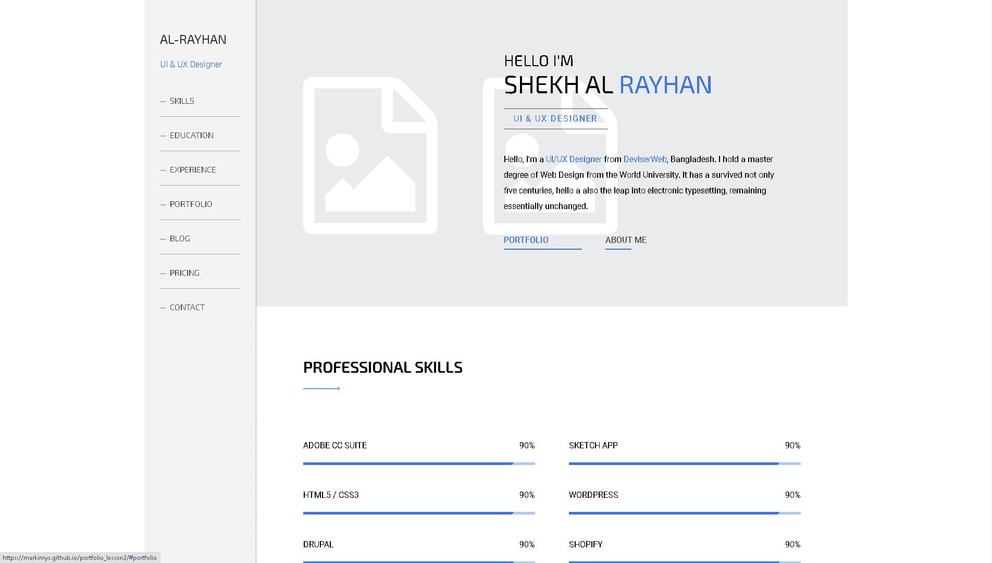 AL-RAYHAN
UI & UX Designer
— SKILLS
— EDUCATION
— EXPERIENCE
— PORTFOLIO
— BLOG
— PRICING
— CONTACT
HELLO I'M
SHEKH AL RAYHAN
UI & UX DESIGNER
Hello, I'm a UI/UX Designer from DeviserWeb, Bangladesh. I hold a master
degree of Web Design from the World University. It has a survived not only
five centuries, hello a also the leap into electronic typesetting, remaining
essentially unchanged.
PORTFOLIO ABOUT ME
PROFESSIONAL SKILLS
ADOBE CC SUITE 90%
SKETCH APP 90%
HTML5 / CSS3 90%
WORDPRESS 90%
DRUPAL 90%
SHOPIFY 90%
https://markimys.github.io/portfolio_lesson2/#portfolio